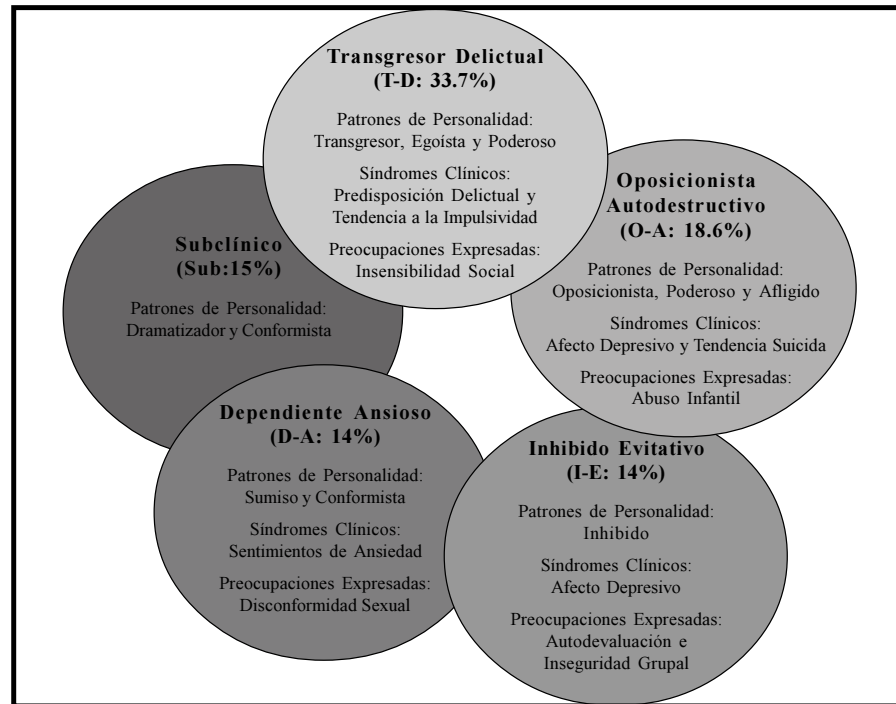 Transgresor Delictual
(T-D: 33.7%)
Patrones de Personalidad:
Transgresor, Egoísta y Poderoso
Síndromes Clínicos:
Predisposición Delictual y
Tendencia a la Impulsividad
Preocupaciones Expresadas:
Insensibilidad Social
Oposicionista
Autodestructivo
(O-A: 18.6%)
Patrones de Personalidad:
Oposicionista, Poderoso y Afligido
Síndromes Clínicos:
Afecto Depresivo y Tendencia Suicida
Preocupaciones Expresadas:
Abuso Infantil
Subclínico
(Sub:15%)
Patrones de Personalidad:
Dramatizador y Conformista
Dependiente Ansioso
(D-A: 14%)
Patrones de Personalidad:
Sumiso y Conformista
Síndromes Clínicos:
Sentimientos de Ansiedad
Preocupaciones Expresadas:
Disconformidad Sexual
Inhibido Evitativo
(I-E: 14%)
Patrones de Personalidad:
Inhibido
Síndromes Clínicos:
Afecto Depresivo
Preocupaciones Expresadas:
Autodevaluación e
Inseguridad Grupal